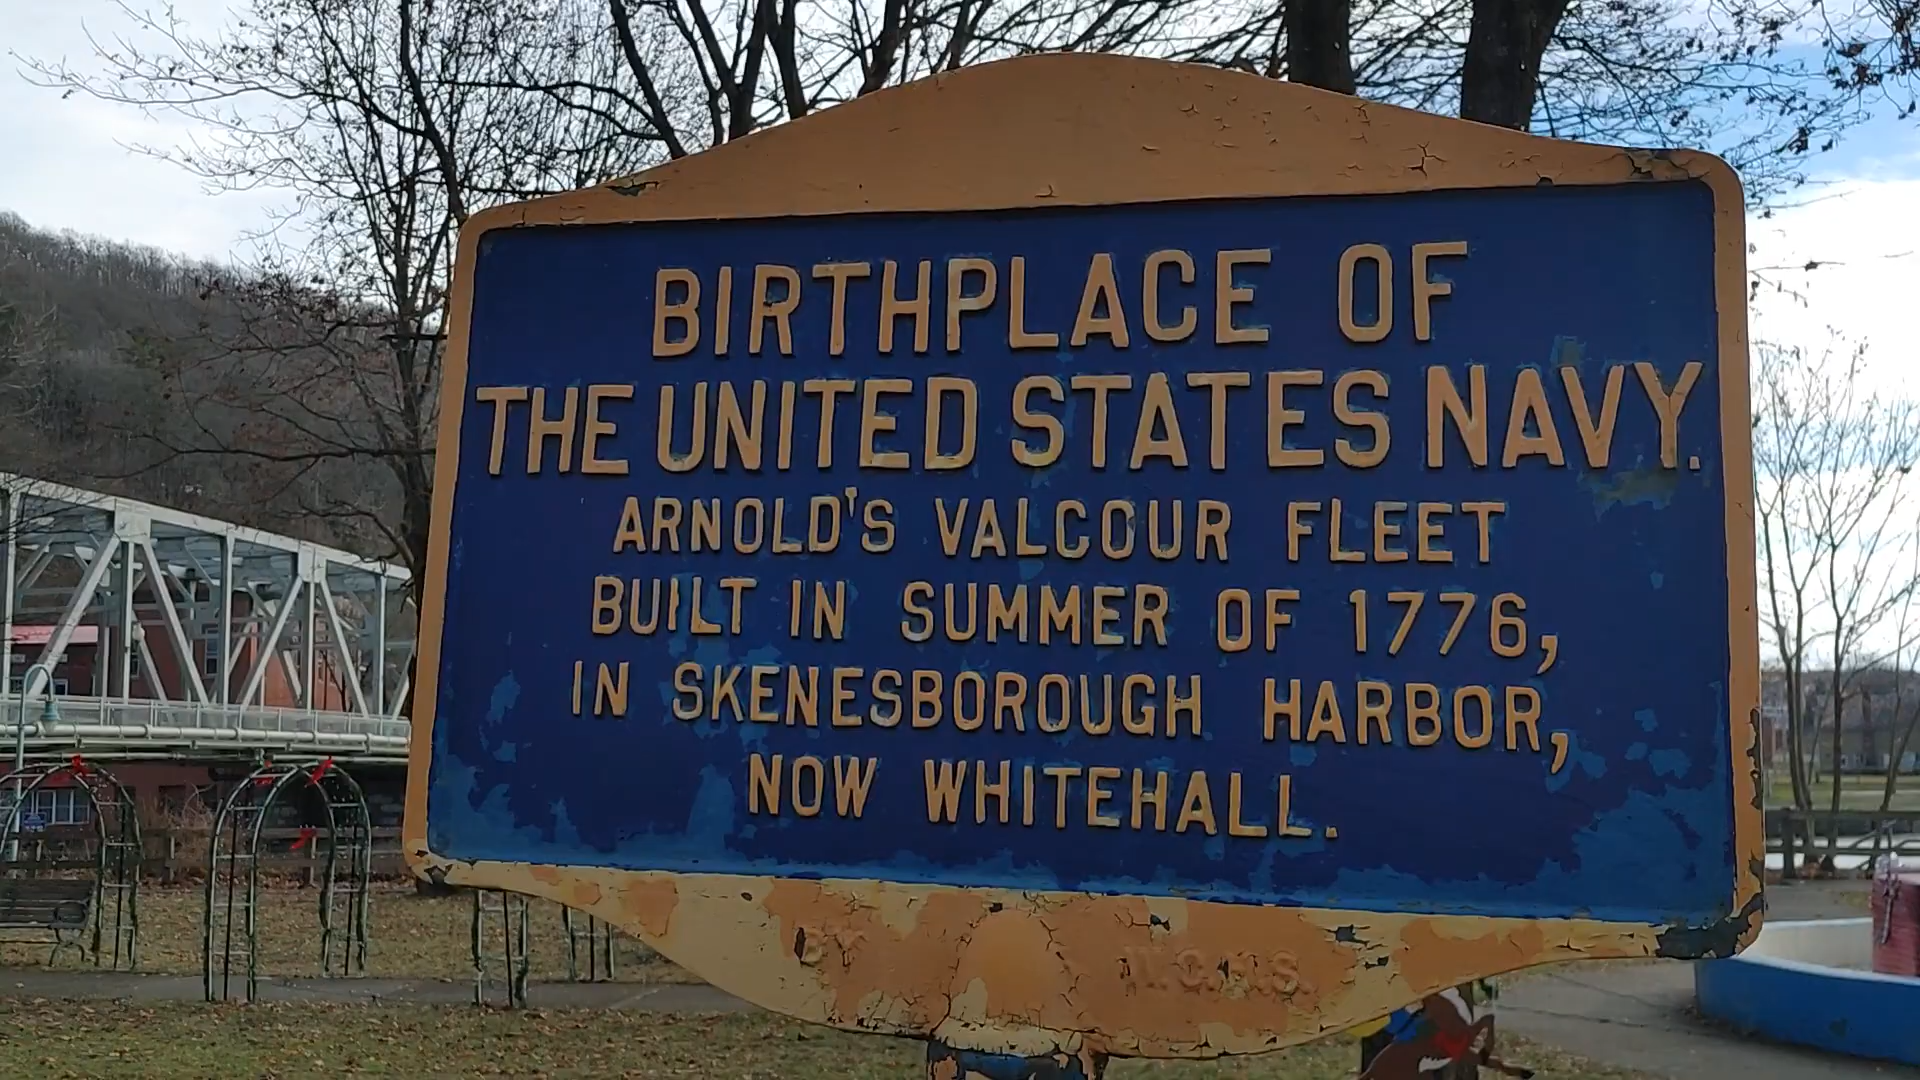 BIRTHPLACE OF
THE UNITED STATES NAVY.
ARNOLD'S VALCOUR FLEET
BUILT IN SUMMER OF 1776,
IN SKENESBOROUGH HARBOR,
NOW WHITEHALL.
BY